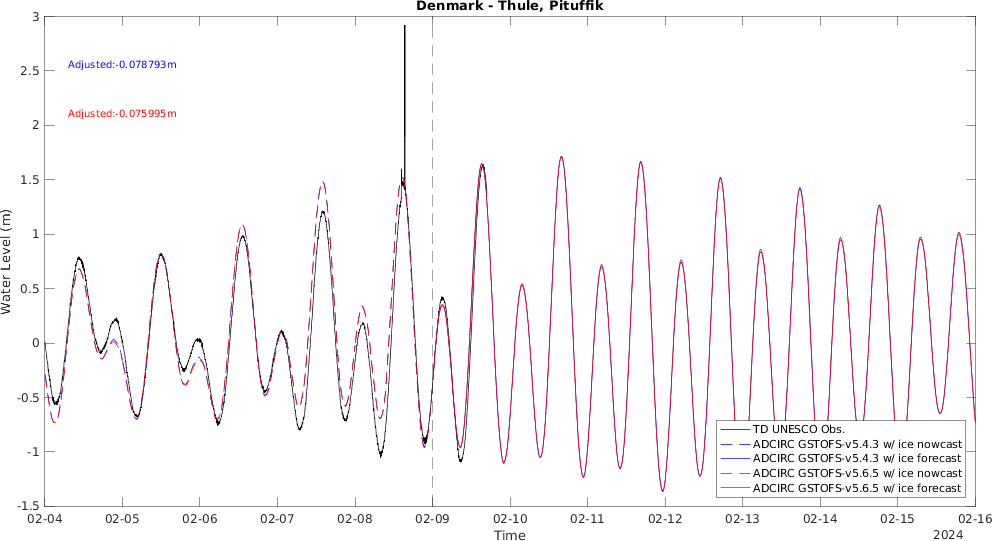 Denmark - Thule, Pituffik
Adjusted:-0.078793m
Adjusted:-0.075995m
Water Level (m)
3
2.5
2
1.5
1
0.5
0
-0.5
-1
-1.5
TD UNESCO Obs.
ADCIRC GSTOFS-v5.4.3 w/ ice nowcast
ADCIRC GSTOFS-v5.4.3 w/ ice forecast
ADCIRC GSTOFS-v5.6.5 w/ ice nowcast
ADCIRC GSTOFS-v5.6.5 w/ ice forecast
02-04 02-05 02-06 02-07 02-08 02-09 02-10 02-11 02-12 02-13 02-14 02-15 02-16
Time
2024